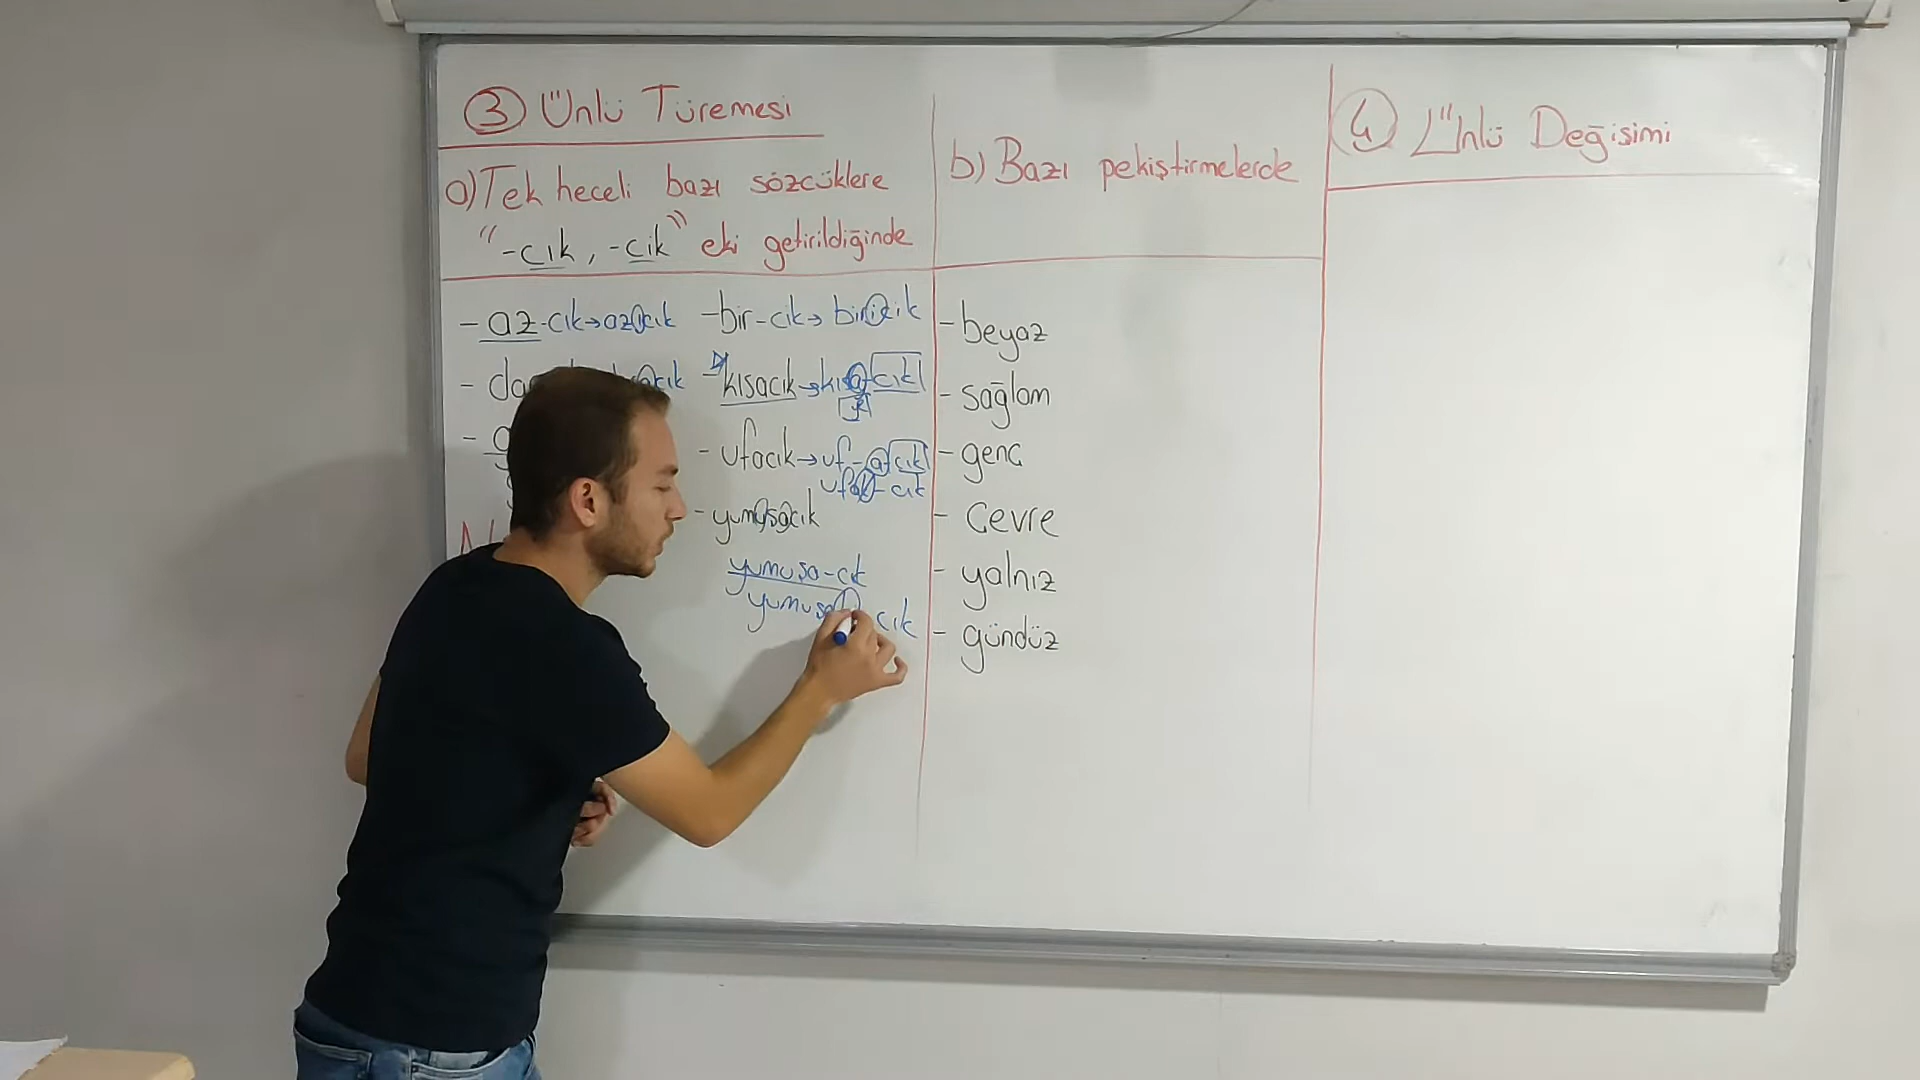 3 Ünlü Türemesi
a) Tek heceli bazı sözcüklere
"-cık, -cik" eki getirildiğinde
- az-cık→azıcık
- bir-cik→biricik
- kısacık→kısa-cık
- ufacık→uf-a-cık
ufak-cık
- yumuşacık
yumuşa-cık
cık
b) Bazı pekiştirmelerde
- beyaz
- sağlam
- genç
- çevre
- yalnız
- gündüz
4 Ünlü Değişimi